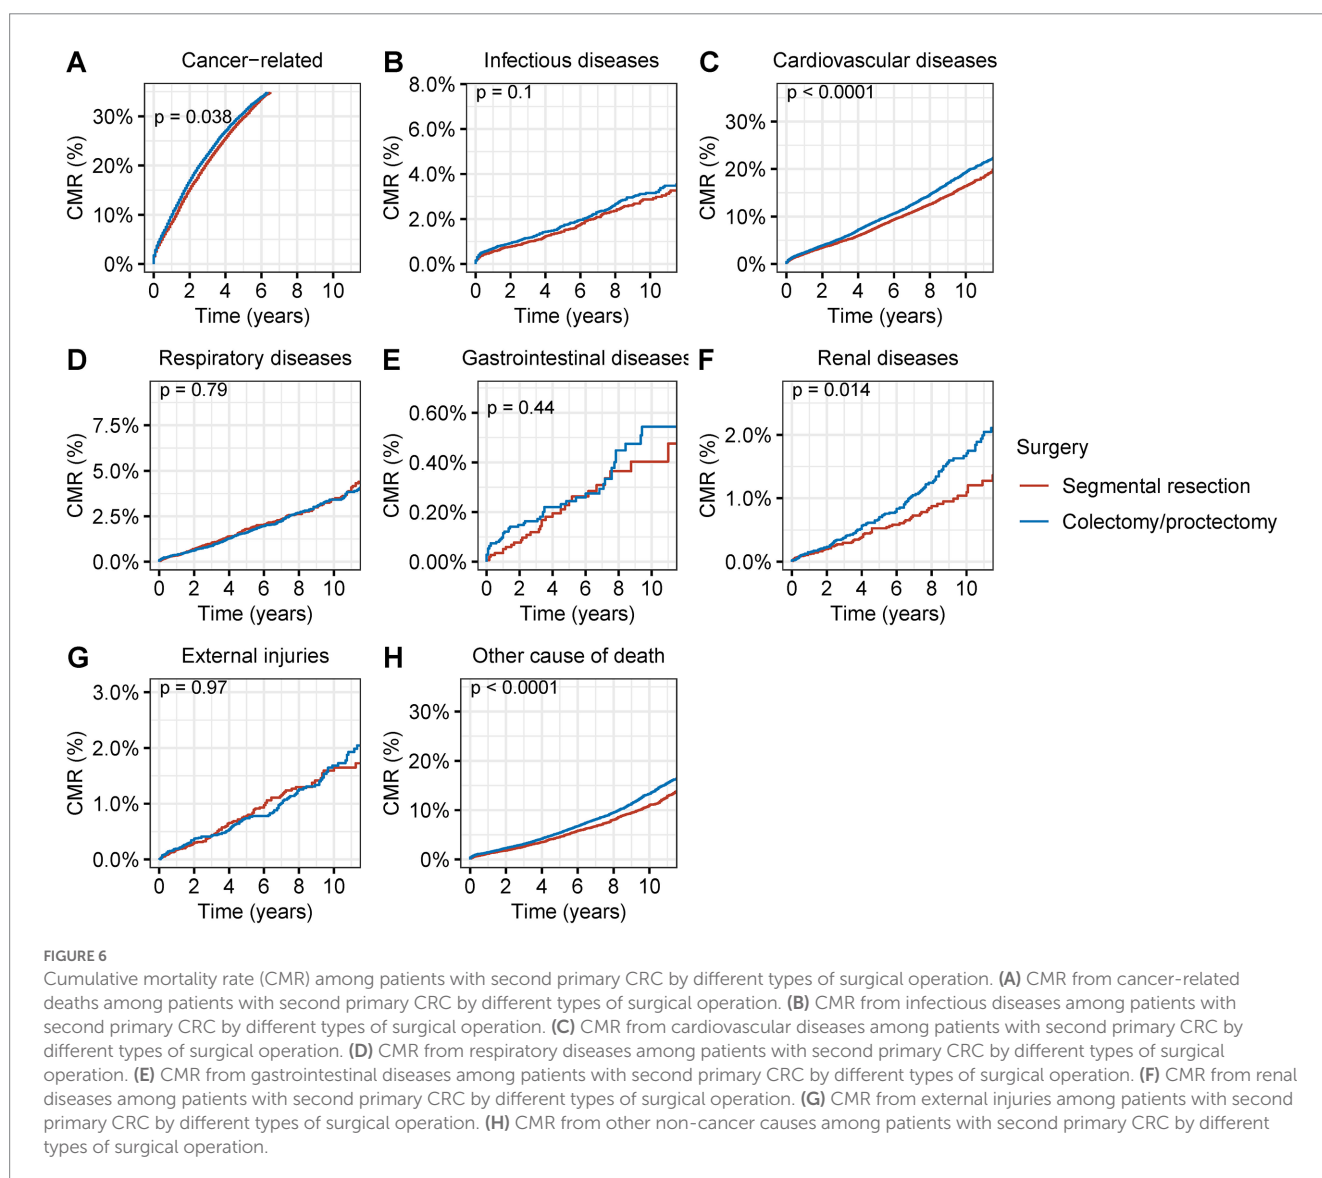 A Cancer−related
CMR (%)
30%
20%
10%
0%
p = 0.038
0 2 4 6 8 10
Time (years)
B Infectious diseases
CMR (%)
8.0%
6.0%
4.0%
2.0%
0.0%
p = 0.1
0 2 4 6 8 10
Time (years)
C Cardiovascular diseases
CMR (%)
30%
20%
10%
0%
p < 0.0001
0 2 4 6 8 10
Time (years)
D Respiratory diseases
CMR (%)
7.5%
5.0%
2.5%
0.0%
p = 0.79
0 2 4 6 8 10
Time (years)
E Gastrointestinal diseases
CMR (%)
0.60%
0.40%
0.20%
0.00%
p = 0.44
0 2 4 6 8 10
Time (years)
F Renal diseases
CMR (%)
2.0%
1.0%
0.0%
p = 0.014
0 2 4 6 8 10
Time (years)
Surgery
Segmental resection
Colectomy/proctectomy
G External injuries
CMR (%)
3.0%
2.0%
1.0%
0.0%
p = 0.97
0 2 4 6 8 10
Time (years)
H Other cause of death
CMR (%)
30%
20%
10%
0%
p < 0.0001
0 2 4 6 8 10
Time (years)
FIGURE 6
Cumulative mortality rate (CMR) among patients with second primary CRC by different types of surgical operation. (A) CMR from cancer-related
deaths among patients with second primary CRC by different types of surgical operation. (B) CMR from infectious diseases among patients with
second primary CRC by different types of surgical operation. (C) CMR from cardiovascular diseases among patients with second primary CRC by
different types of surgical operation. (D) CMR from respiratory diseases among patients with second primary CRC by different types of surgical
operation. (E) CMR from gastrointestinal diseases among patients with second primary CRC by different types of surgical operation. (F) CMR from renal
diseases among patients with second primary CRC by different types of surgical operation. (G) CMR from external injuries among patients with second
primary CRC by different types of surgical operation. (H) CMR from other non-cancer causes among patients with second primary CRC by different
types of surgical operation.